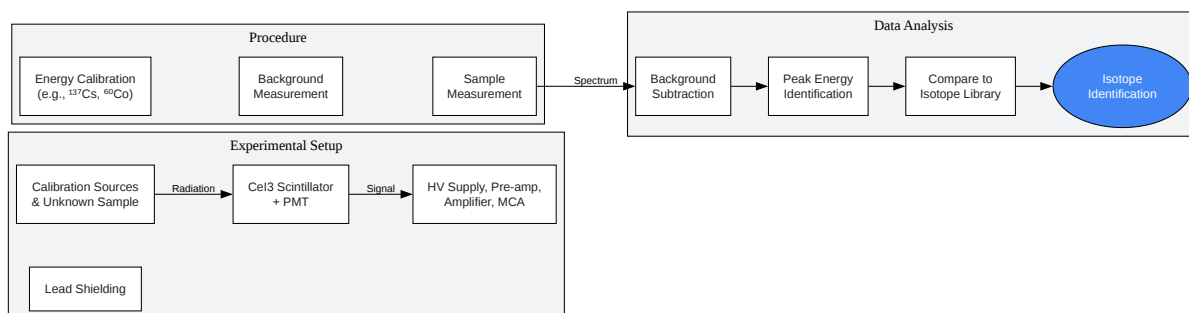 Procedure
Energy Calibration
(e.g., ¹³⁷Cs, ⁶⁰Co)
Background
Measurement
Sample
Measurement
Spectrum
Data Analysis
Background
Subtraction
Peak Energy
Identification
Compare to
Isotope Library
Isotope
Identification
Experimental Setup
Calibration Sources
& Unknown Sample
Radiation
CeI3 Scintillator
+ PMT
Signal
HV Supply, Pre-amp,
Amplifier, MCA
Lead Shielding